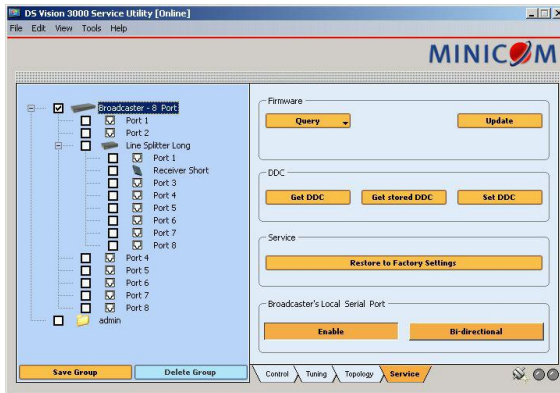 DS Vision 3000 Service Utility [Online]
File Edit View Tools Help
MINICOM
Broadcaster - 8 Port
Port 1
Port 2
Line Splitter Long
Port 1
Receiver Short
Port 3
Port 4
Port 5
Port 6
Port 7
Port 8
Port 4
Port 5
Port 6
Port 7
Port 8
admin
Save Group Delete Group
Firmware
Query Update
DDC
Get DDC Get stored DDC Set DDC
Service
Restore to Factory Settings
Broadcaster's Local Serial Port
Enable Bi-directional
Control Tuning Topology Service